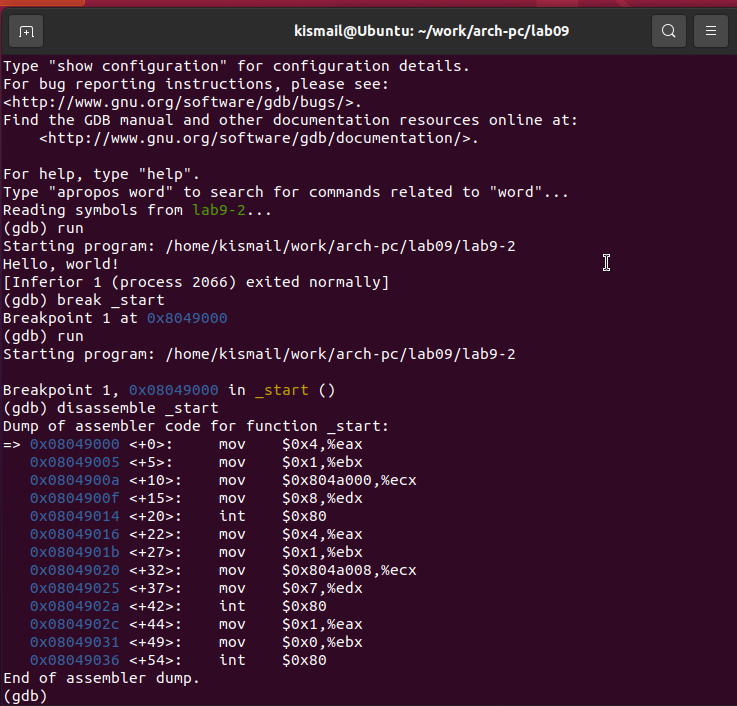 kismail@Ubuntu: ~/work/arch-pc/lab09
Type "show configuration" for configuration details.
For bug reporting instructions, please see:
<http://www.gnu.org/software/gdb/bugs/>.
Find the GDB manual and other documentation resources online at:
    <http://www.gnu.org/software/gdb/documentation/>.

For help, type "help".
Type "apropos word" to search for commands related to "word"...
Reading symbols from lab9-2...
(gdb) run
Starting program: /home/kismail/work/arch-pc/lab09/lab9-2
Hello, world!
[Inferior 1 (process 2066) exited normally]
(gdb) break _start
Breakpoint 1 at 0x8049000
(gdb) run
Starting program: /home/kismail/work/arch-pc/lab09/lab9-2

Breakpoint 1, 0x08049000 in _start ()
(gdb) disassemble _start
Dump of assembler code for function _start:
=> 0x08049000 <+0>:     mov    $0x4,%eax
   0x08049005 <+5>:     mov    $0x1,%ebx
   0x0804900a <+10>:    mov    $0x804a000,%ecx
   0x0804900f <+15>:    mov    $0x8,%edx
   0x08049014 <+20>:    int    $0x80
   0x08049016 <+22>:    mov    $0x4,%eax
   0x0804901b <+27>:    mov    $0x1,%ebx
   0x08049020 <+32>:    mov    $0x804a008,%ecx
   0x08049025 <+37>:    mov    $0x7,%edx
   0x0804902a <+42>:    int    $0x80
   0x0804902c <+44>:    mov    $0x1,%eax
   0x08049031 <+49>:    mov    $0x0,%ebx
   0x08049036 <+54>:    int    $0x80
End of assembler dump.
(gdb)